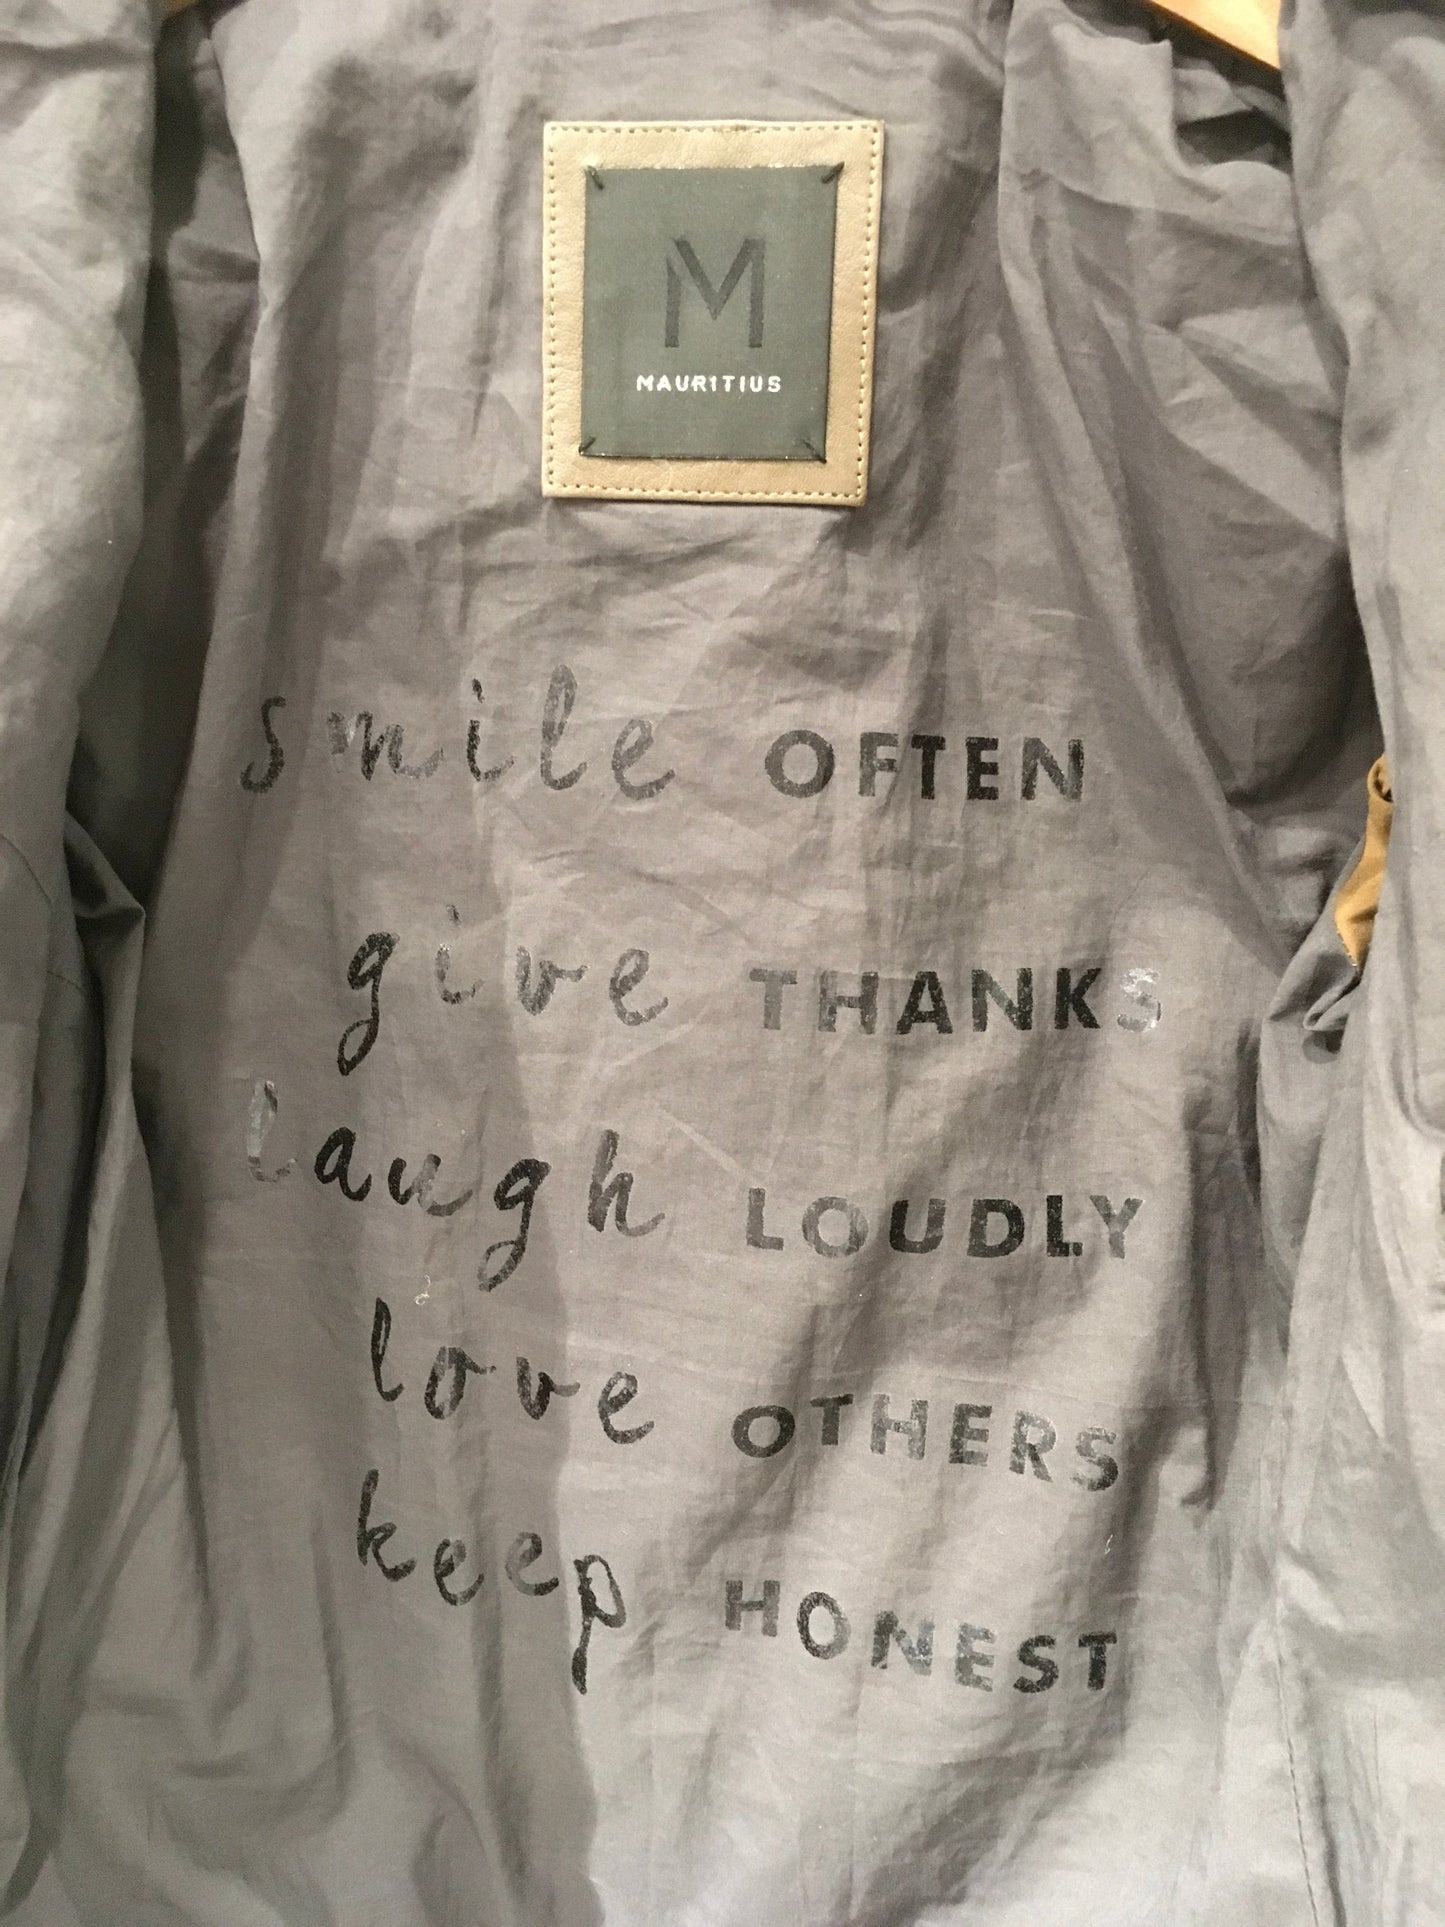 M
MAURITIUS
smile OFTEN
give THANKS
laugh LOUDLY
love OTHERS
keep HONEST